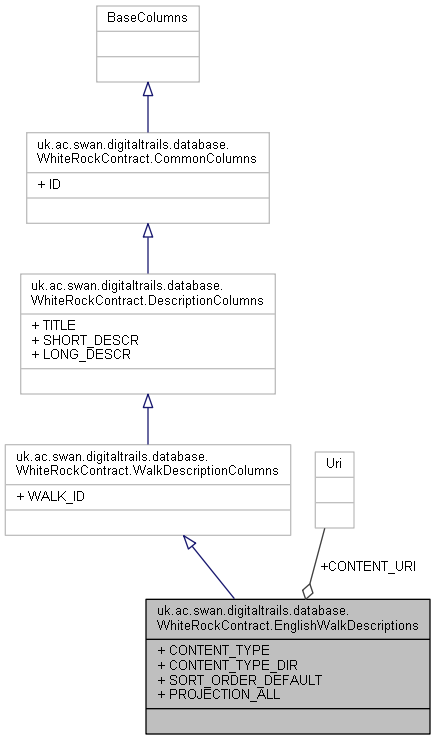 BaseColumns
uk.ac.swan.digitaltrails.database.
WhiteRockContract.CommonColumns
+ ID
uk.ac.swan.digitaltrails.database.
WhiteRockContract.DescriptionColumns
+ TITLE
+ SHORT_DESCR
+ LONG_DESCR
uk.ac.swan.digitaltrails.database.
WhiteRockContract.WalkDescriptionColumns
+ WALK_ID
Uri
+CONTENT_URI
uk.ac.swan.digitaltrails.database.
WhiteRockContract.EnglishWalkDescriptions
+ CONTENT_TYPE
+ CONTENT_TYPE_DIR
+ SORT_ORDER_DEFAULT
+ PROJECTION_ALL